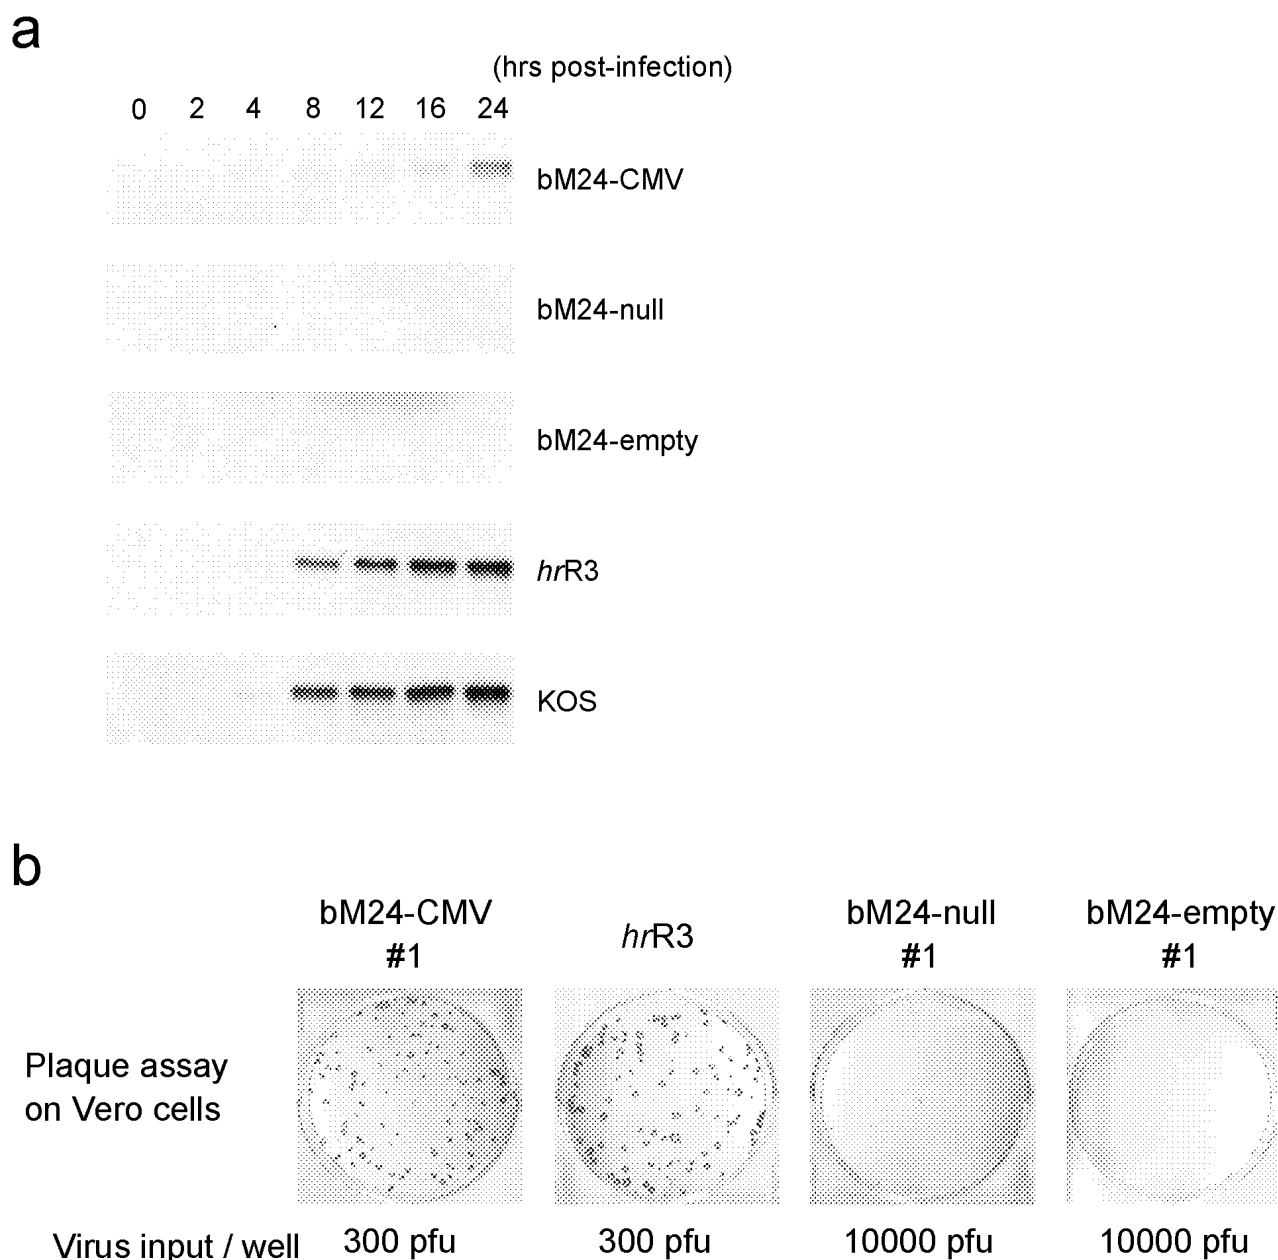 a
(hrs post-infection)
0 2 4 8 12 16 24
bM24-CMV
bM24-null
bM24-empty
hrR3
KOS
b
bM24-CMV
#1
hrR3
bM24-null
#1
bM24-empty
#1
Plaque assay
on Vero cells
Virus input / well 300 pfu 300 pfu 10000 pfu 10000 pfu